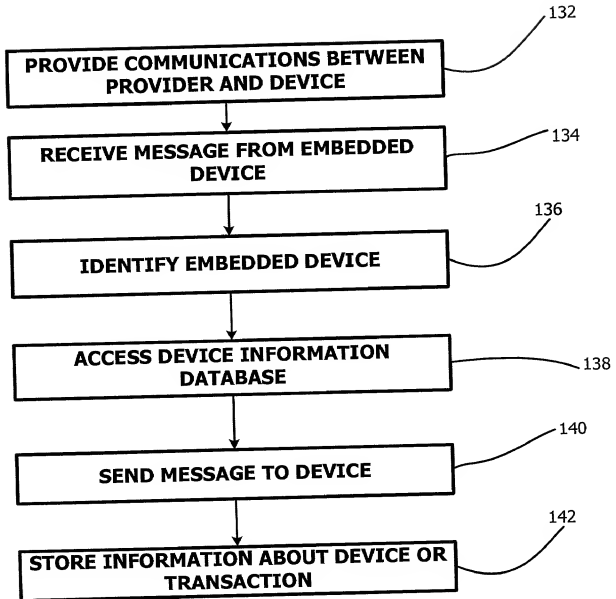 132
PROVIDE COMMUNICATIONS BETWEEN
PROVIDER AND DEVICE
134
RECEIVE MESSAGE FROM EMBEDDED
DEVICE
136
IDENTIFY EMBEDDED DEVICE
ACCESS DEVICE INFORMATION
DATABASE
138
140
SEND MESSAGE TO DEVICE
142
STORE INFORMATION ABOUT DEVICE OR
TRANSACTION